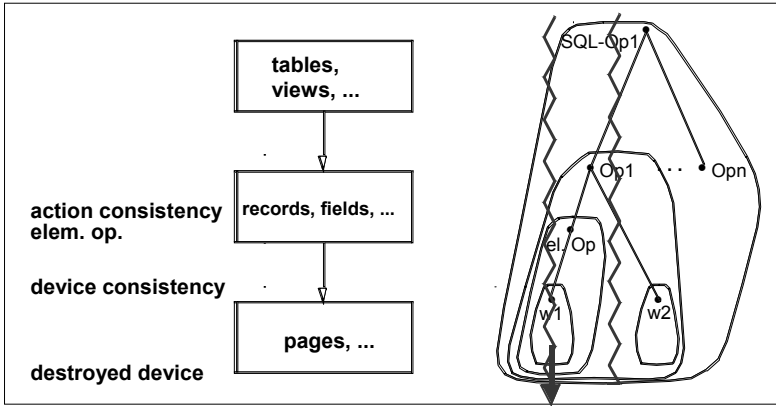 tables,
views, ...
records, fields, ...
action consistency
elem. op.
device consistency
pages, ...
destroyed device
SQL-Op1
Op1
. .
Opn
el. Op
w1
w2